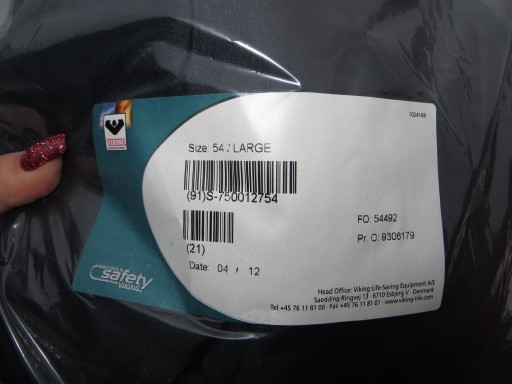 1024198
VIKING
Size: 54 / LARGE
(91)S-750012754
FO: 54492
(21)
Pr. O: 9306179
Date: 04 / 12
safety
VIKING
Head Office: Viking Life-Saving Equipment A/S
Saedding Ringvej 13 · 6710 Esbjerg V · Denmark
Tel +45 76 11 81 00 · Fax +45 76 11 81 01 · www.viking-life.com